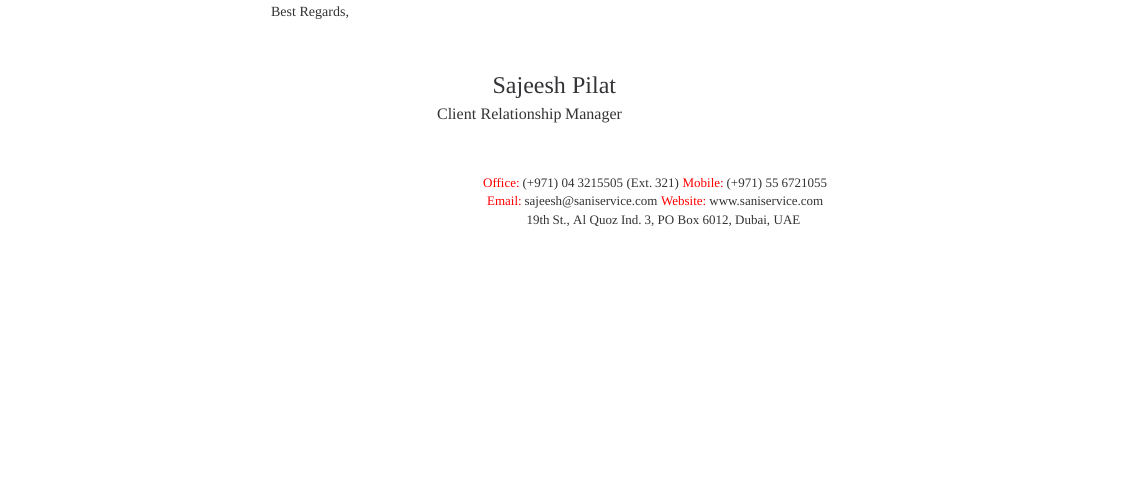 Best Regards,
Sajeesh Pilat
Client Relationship Manager
Office: (+971) 04 3215505 (Ext. 321) Mobile: (+971) 55 6721055
Email: sajeesh@saniservice.com Website: www.saniservice.com
19th St., Al Quoz Ind. 3, PO Box 6012, Dubai, UAE